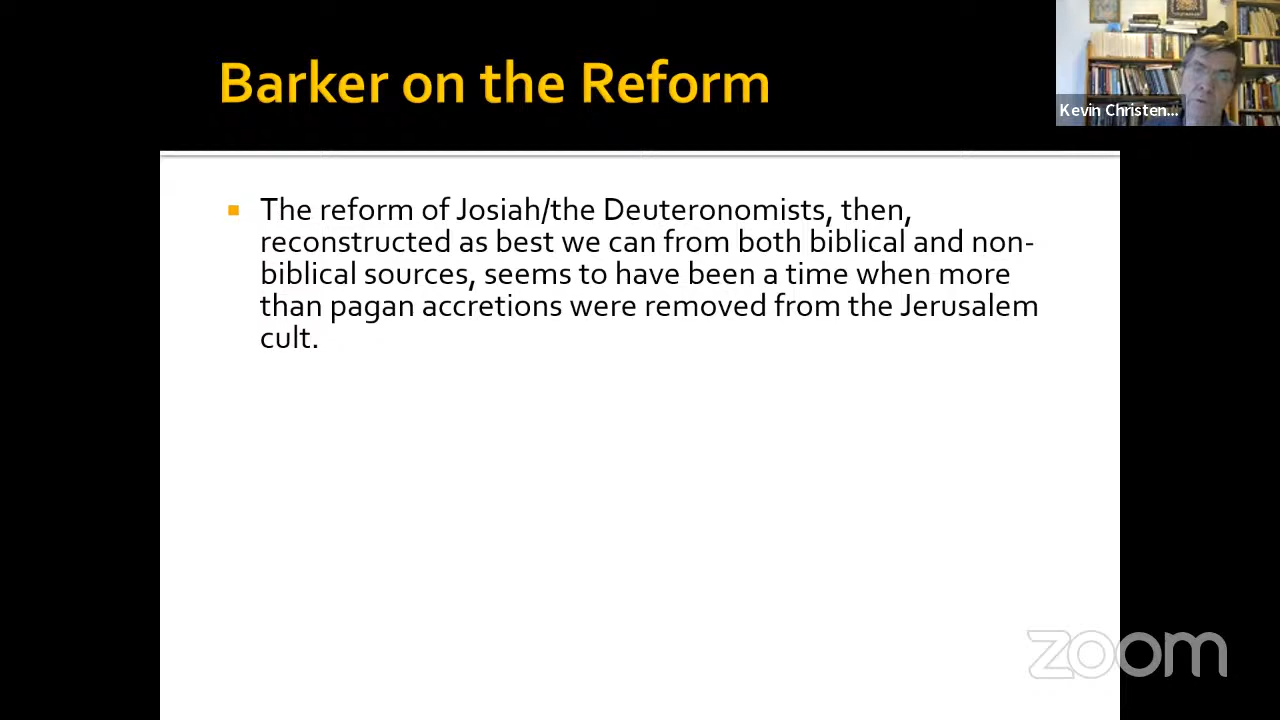 Barker on the Reform
Kevin Christen...
The reform of Josiah/the Deuteronomists, then,
reconstructed as best we can from both biblical and non-
biblical sources, seems to have been a time when more
than pagan accretions were removed from the Jerusalem
cult.
zoom